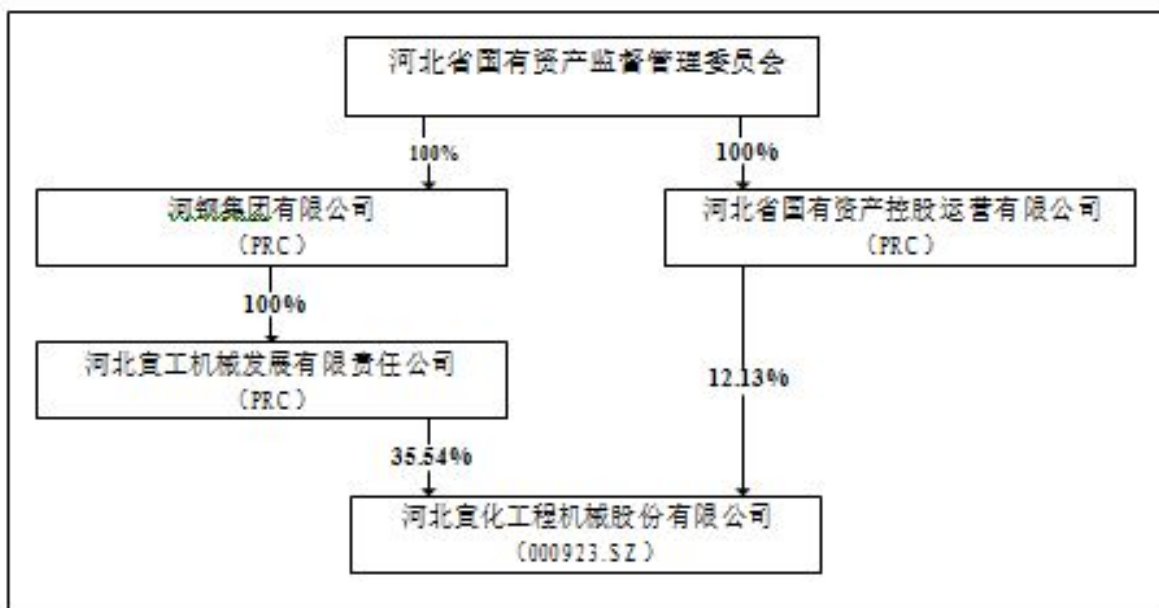 河北省国有资产监督管理委员会
100%
100%
河钢集团有限公司
（PRC）
河北省国有资产控股运营有限公司
（PRC）
100%
河北宣工机械发展有限责任公司
（PRC）
12.13%
35.54%
河北宣化工程机械股份有限公司
（000923.SZ）